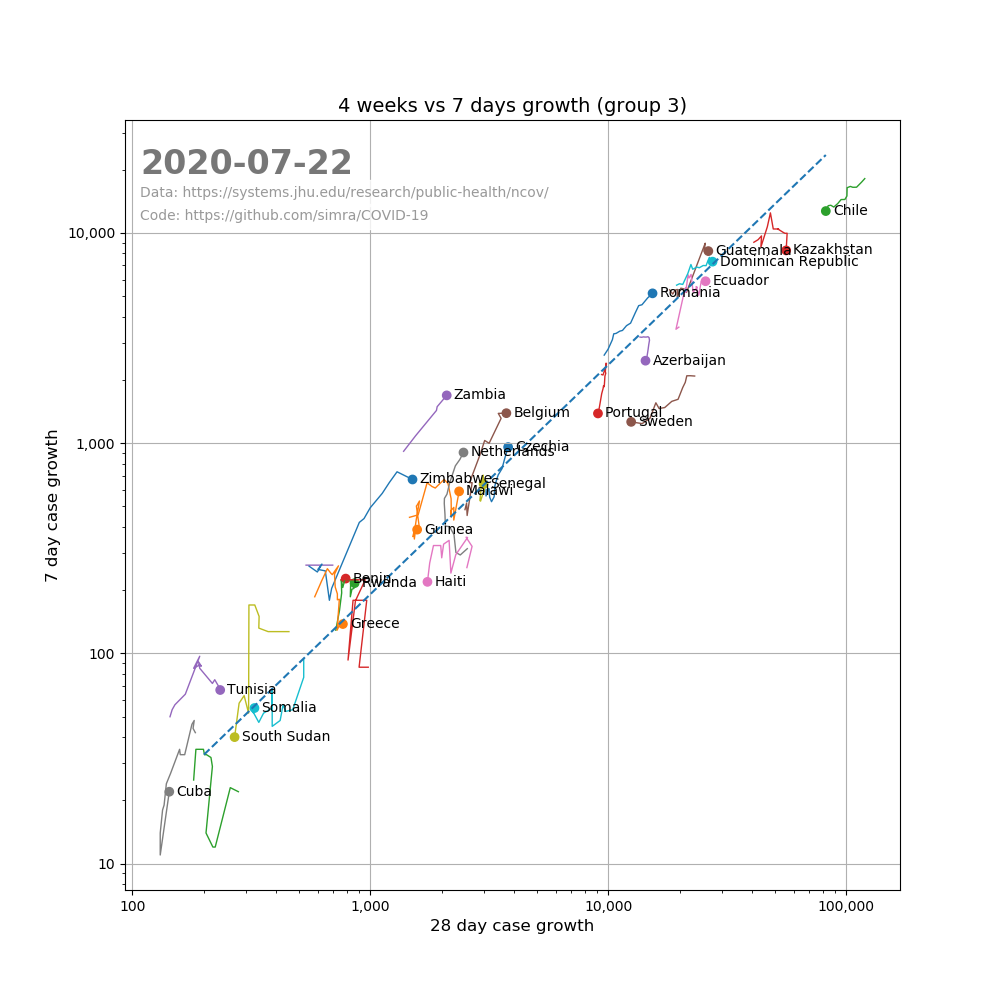 4 weeks vs 7 days growth (group 3)
2020-07-22
Data: https://systems.jhu.edu/research/public-health/ncov/
Code: https://github.com/simra/COVID-19
Chile
10,000
Guatemala
Kazakhstan
Dominican Republic
Ecuador
Romania
Azerbaijan
Zambia
Belgium
Portugal
Sweden
1,000
Czechia
Netherlands
Zimbabwe
Senegal
Malawi
Guinea
Benin
Rwanda
Haiti
Greece
100
Tunisia
Somalia
South Sudan
Cuba
10
7 day case growth
100
1,000
10,000
100,000
28 day case growth